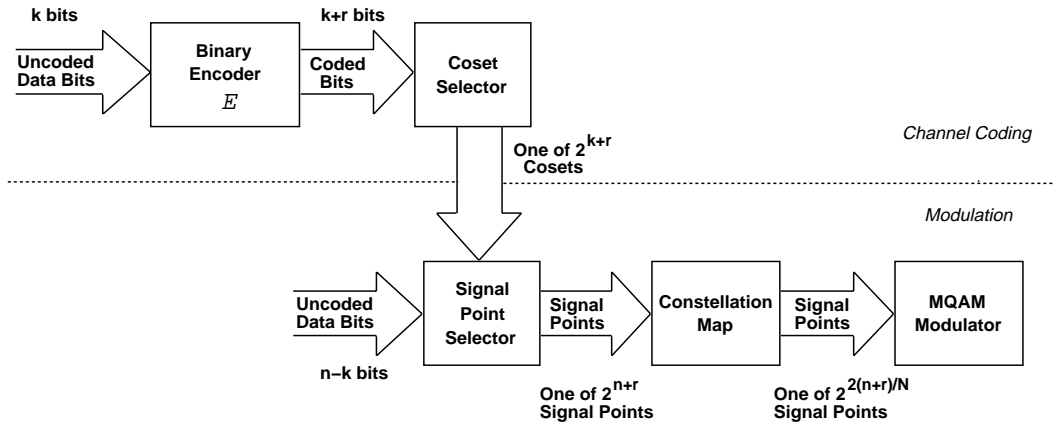 k bits
Uncoded
Data Bits
Binary
Encoder
E
k+r bits
Coded
Bits
Coset
Selector
One of 2^{k+r}
Cosets
Channel Coding
Modulation
Uncoded
Data Bits
n−k bits
Signal
Point
Selector
Signal
Points
One of 2^{n+r}
Signal Points
Constellation
Map
Signal
Points
One of 2^{2(n+r)/N}
Signal Points
MQAM
Modulator